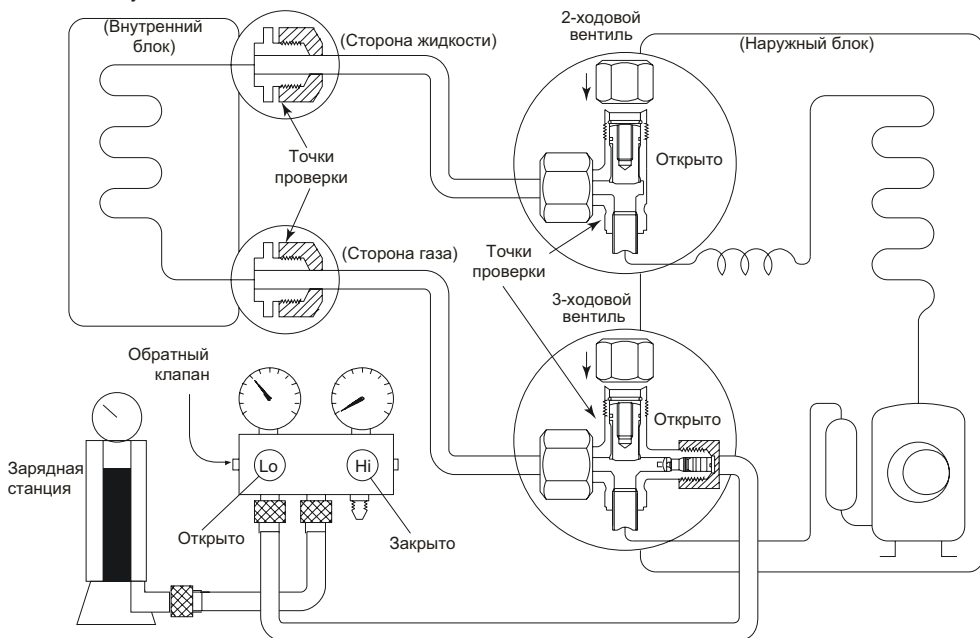 (Внутренний
блок)
(Сторона жидкости)
2-ходовой
вентиль
(Наружный блок)
Открыто
Точки
проверки
(Сторона газа)
Точки
проверки
3-ходовой
вентиль
Открыто
Обратный
клапан
Зарядная
станция
Lo
Hi
Открыто
Закрыто